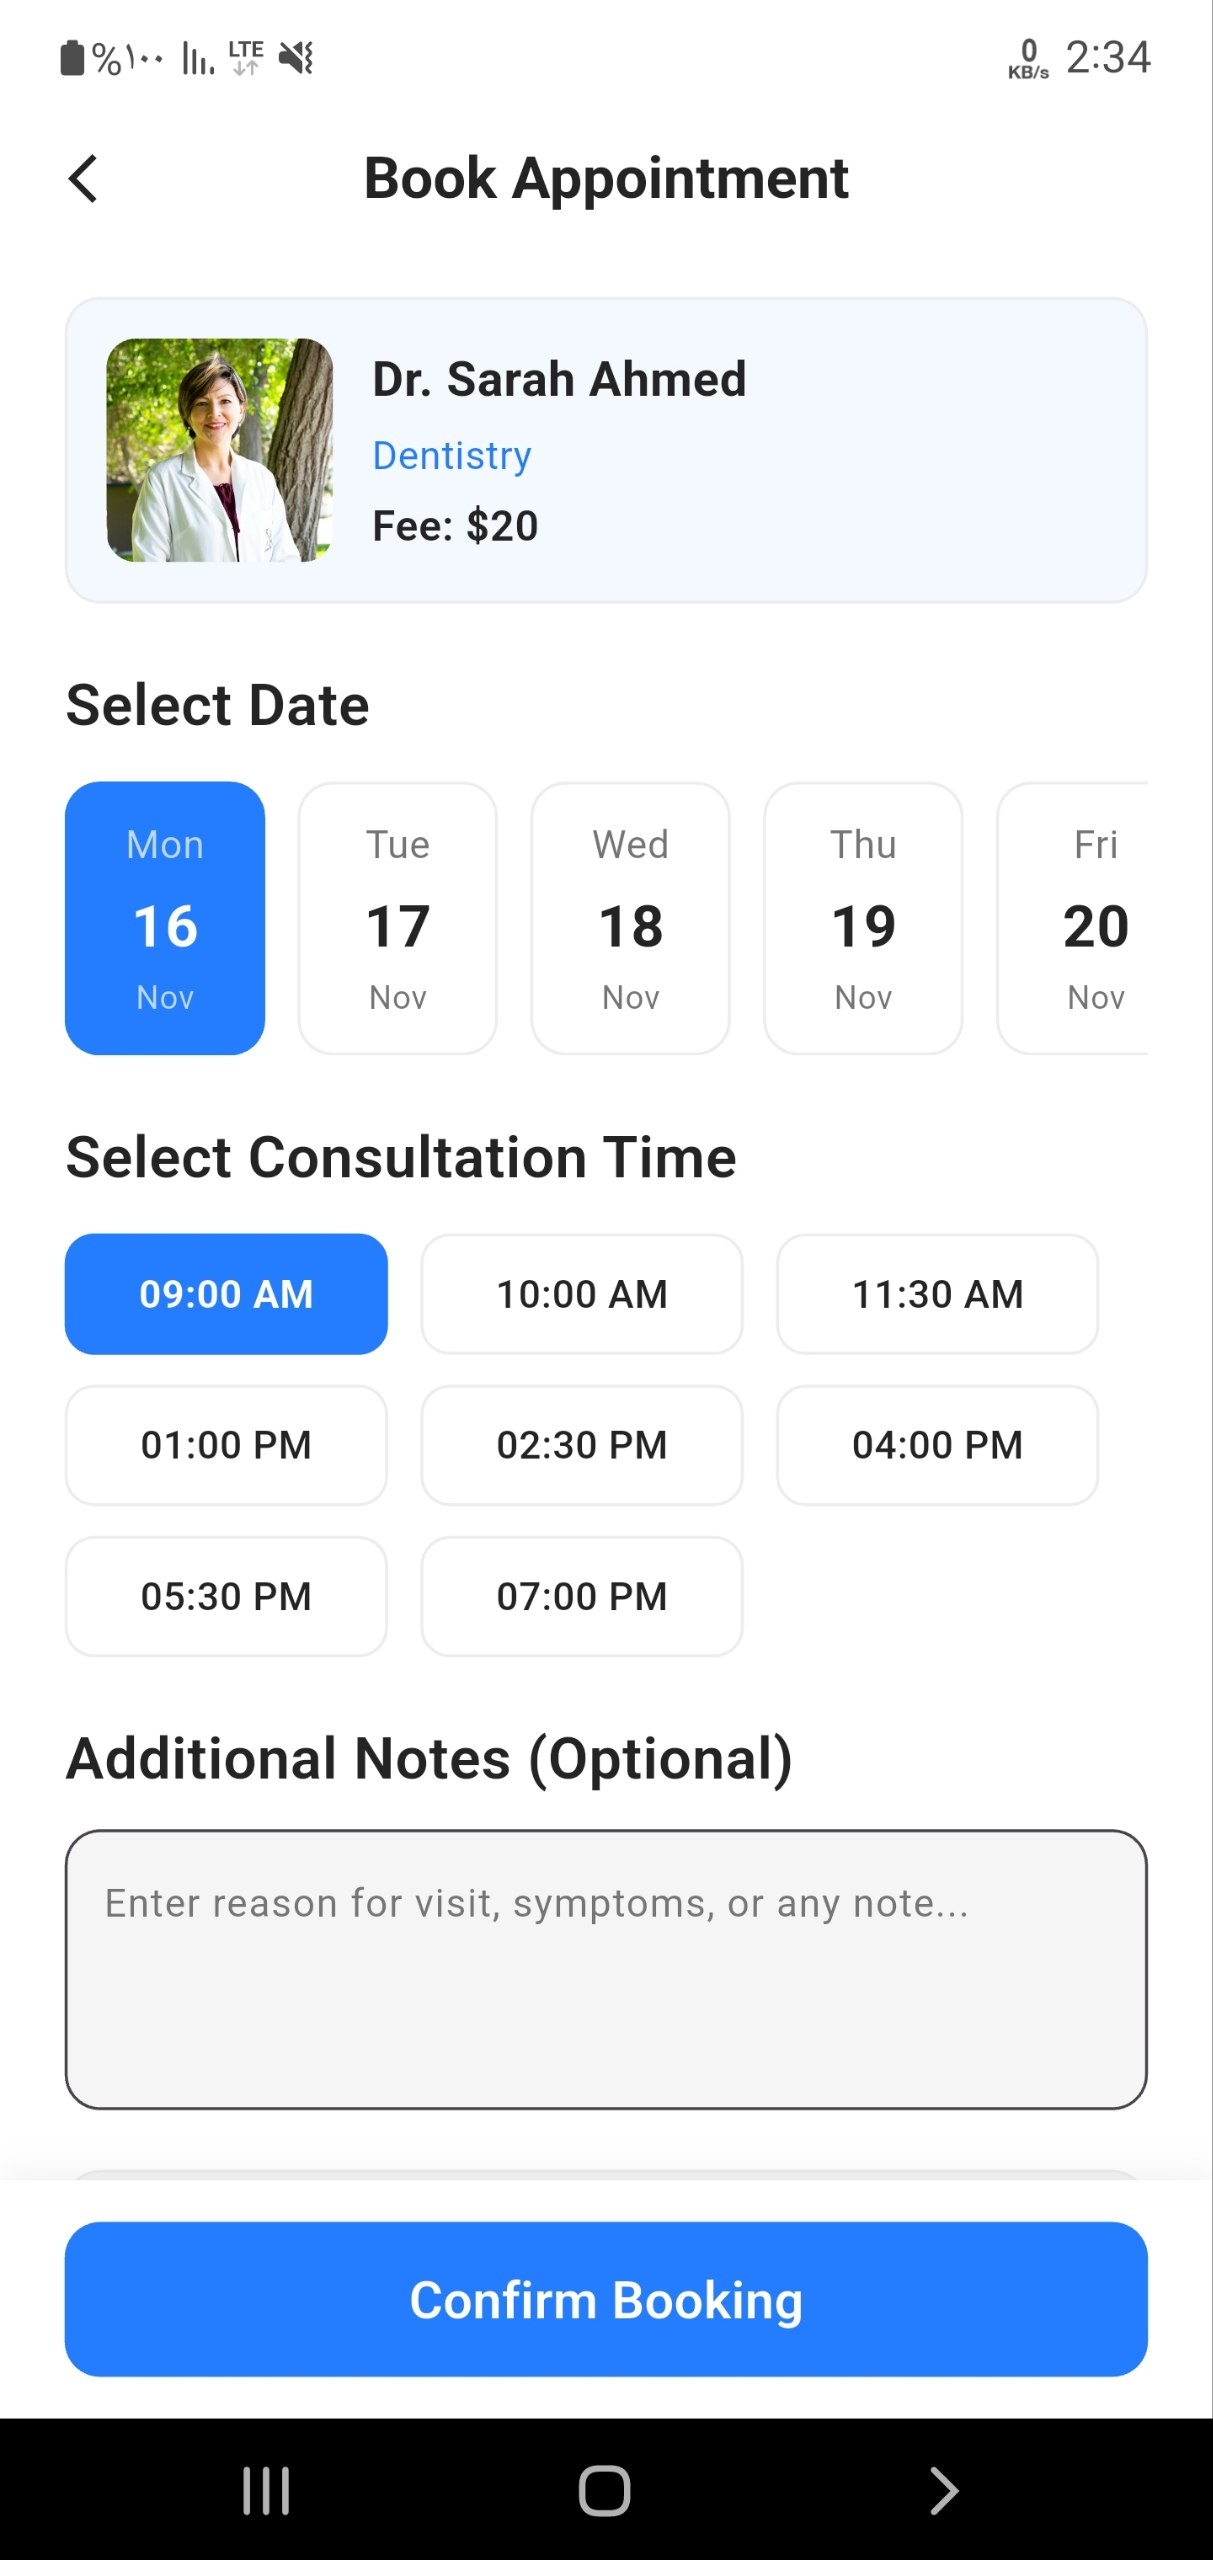 %١٠٠ LTE 0 KB/s 2:34
Book Appointment
Dr. Sarah Ahmed
Dentistry
Fee: $20
Select Date
Mon Tue Wed Thu Fri
16 17 18 19 20
Nov Nov Nov Nov Nov
Select Consultation Time
09:00 AM 10:00 AM 11:30 AM
01:00 PM 02:30 PM 04:00 PM
05:30 PM 07:00 PM
Additional Notes (Optional)
Enter reason for visit, symptoms, or any note...
Confirm Booking